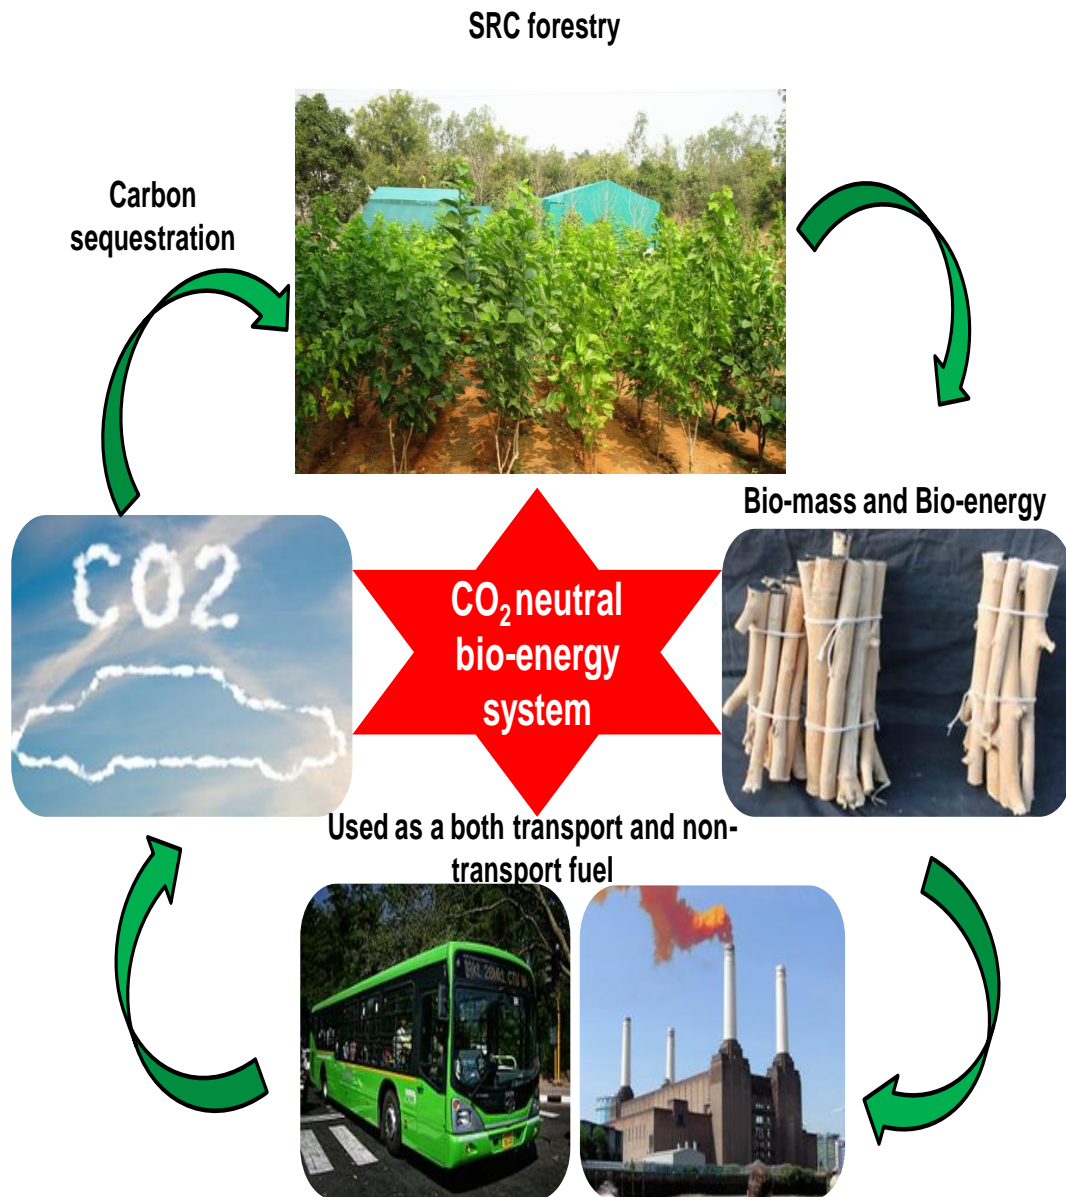 SRC forestry
Carbon
sequestration
Bio-mass and Bio-energy
CO2
CO₂ neutral
bio-energy
system
Used as a both transport and non-
transport fuel